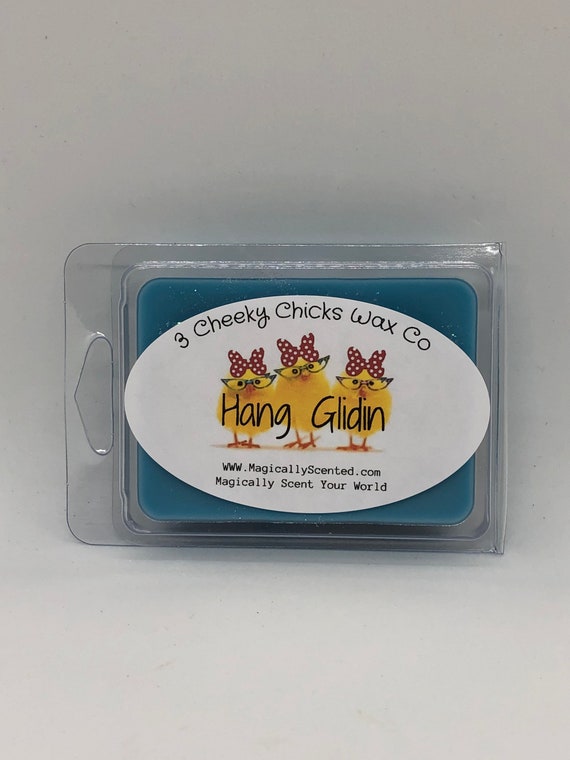 3 Cheeky Chicks Wax Co
Hang Glidin
WWW.MagicallyScented.com
Magically Scent Your World